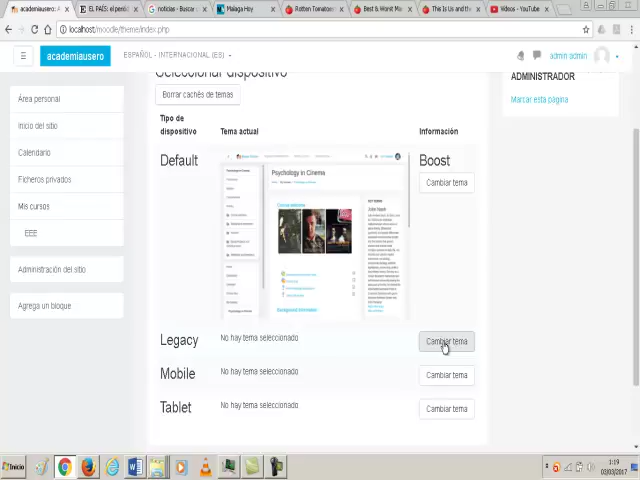 academiausero: A
EL PAÍS: el periód
noticias - Buscar c
Malaga Hoy
Rotten Tomatoes
Best & Worst Mo
This Is Us and the
Videos - YouTube
localhost/moodle/theme/index.php
academiausero
ESPAÑOL - INTERNACIONAL (ES)
admin admin
Seleccionar dispositivo
ADMINISTRADOR
Borrar cachés de temas
Marcar esta página
Área personal
Inicio del sitio
Calendario
Ficheros privados
Mis cursos
EEE
Administración del sitio
Agrega un bloque
Tipo de
dispositivo
Tema actual
Información
Default
Psychology in Cinema
Boost
Cambiar tema
Legacy
No hay tema seleccionado
Cambiar tema
Mobile
No hay tema seleccionado
Cambiar tema
Tablet
No hay tema seleccionado
Cambiar tema
Inicio
1:19
03/03/2017